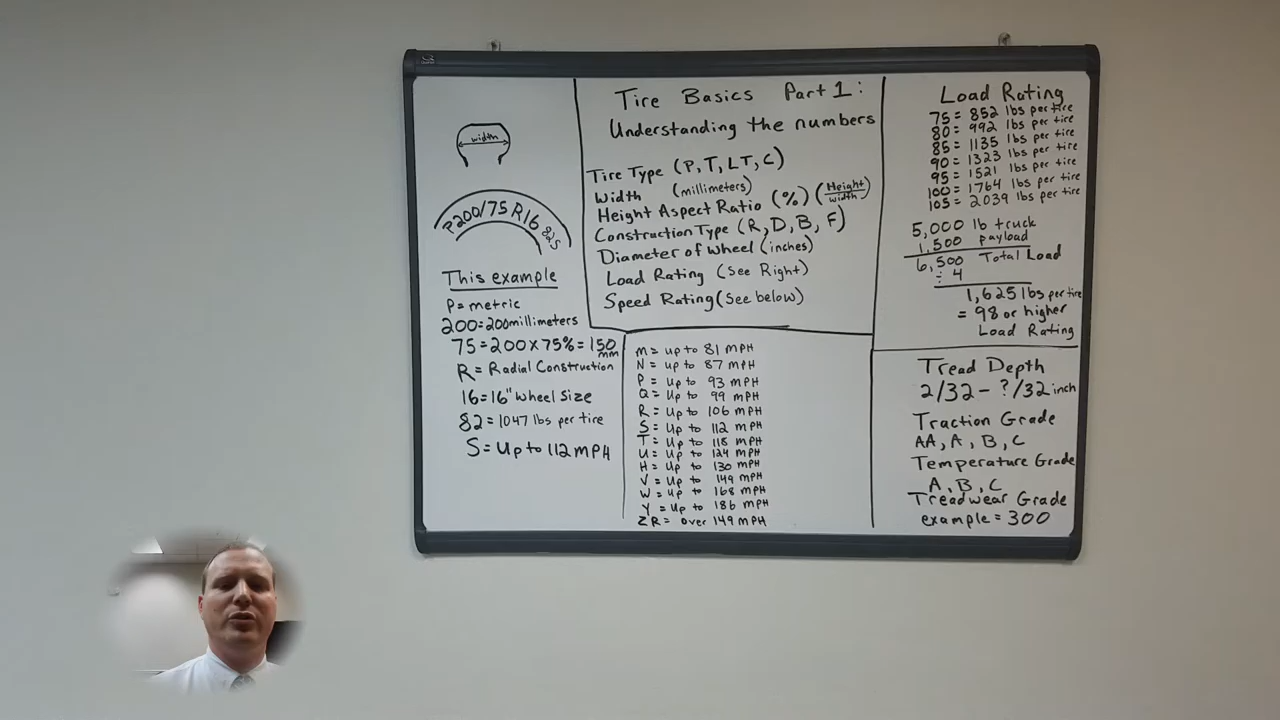 width
P200/75 R16 82S
This example
P = metric
200=200millimeters
75=200x75%=150 mm
R = Radial Construction
16=16" Wheel Size
82=1047 lbs per tire
S=Up to 112 MPH
Tire Basics Part 1:
Understanding the numbers
Tire Type (P, T, LT, C)
Width (millimeters)
Height Aspect Ratio (%) (Height/width)
Construction Type (R, D, B, F)
Diameter of Wheel (inches)
Load Rating (See Right)
Speed Rating (See below)
M = up to 81 MPH
N = up to 87 MPH
P = Up to 93 MPH
Q = Up to 99 MPH
R = Up to 106 MPH
S = Up to 112 MPH
T = Up to 118 MPH
U = Up to 124 MPH
H = Up to 130 MPH
V = Up to 149 MPH
W = Up to 168 MPH
Y = Up to 186 MPH
ZR = over 149 MPH
Load Rating
75 = 852 lbs per tire
80 = 992 lbs per tire
85 = 1135 lbs per tire
90 = 1323 lbs per tire
95 = 1521 lbs per tire
100 = 1764 lbs per tire
105 = 2039 lbs per tire
5,000 lb truck
1,500 payload
6,500 Total Load
÷ 4
1,625 lbs per tire
= 98 or higher
Load Rating
Tread Depth
2/32 - ?/32 inch
Traction Grade
AA, A, B, C
Temperature Grade
A, B, C
Treadwear Grade
example = 300